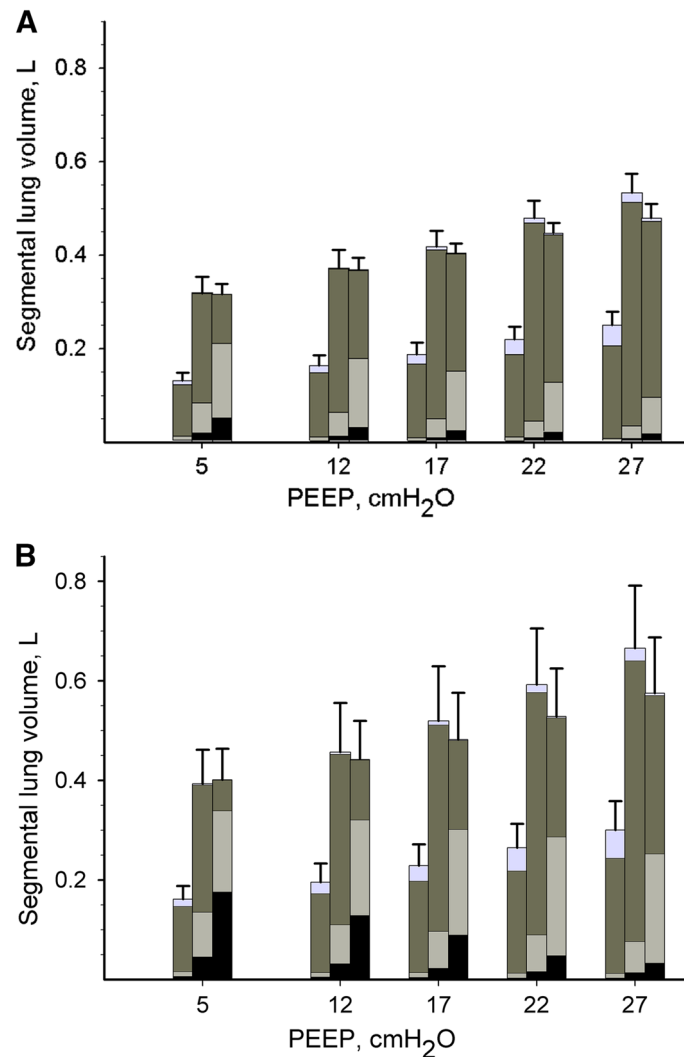 A
Segmental lung volume, L
0.8
0.6
0.4
0.2
5 12 17 22 27
PEEP, cmH₂O
B
Segmental lung volume, L
0.8
0.6
0.4
0.2
5 12 17 22 27
PEEP, cmH₂O